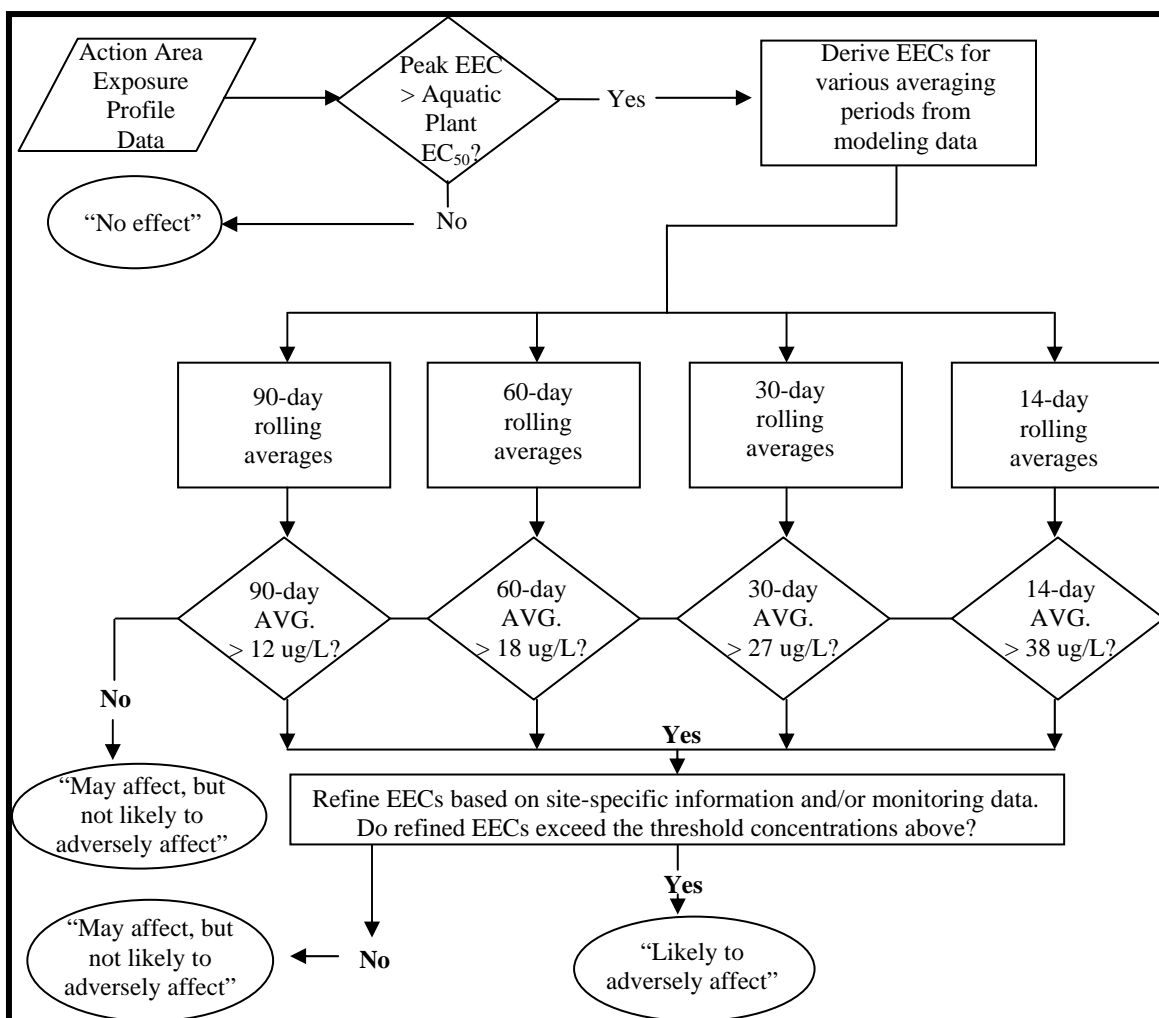 Action Area
Exposure
Profile
Data
Peak EEC
> Aquatic
Plant
EC₅₀?
Yes
Derive EECs for
various averaging
periods from
modeling data
No
“No effect”
90-day
rolling
averages
60-day
rolling
averages
30-day
rolling
averages
14-day
rolling
averages
90-day
AVG.
> 12 ug/L?
60-day
AVG.
> 18 ug/L?
30-day
AVG.
> 27 ug/L?
14-day
AVG.
> 38 ug/L?
No
Yes
“May affect, but
not likely to
adversely affect”
Refine EECs based on site-specific information and/or monitoring data.
Do refined EECs exceed the threshold concentrations above?
Yes
No
“May affect, but
not likely to
adversely affect”
“Likely to
adversely affect”